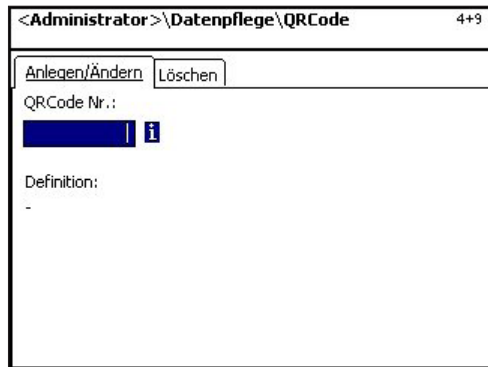 <Administrator>\Datenpflege\QRCode 4+9
Anlegen/Ändern Löschen
QRCode Nr.:
i
Definition:
-